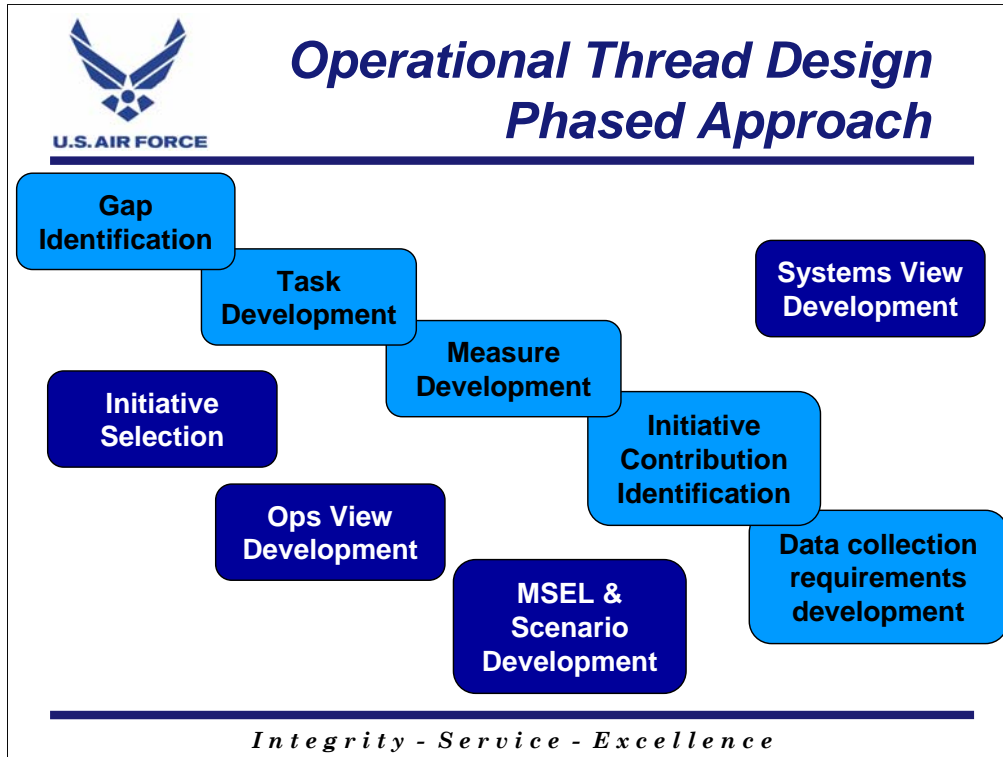 Operational Thread Design
Phased Approach
U.S. AIR FORCE
Gap
Identification
Task
Development
Systems View
Development
Measure
Development
Initiative
Selection
Initiative
Contribution
Identification
Ops View
Development
Data collection
requirements
development
MSEL &
Scenario
Development
Integrity - Service - Excellence